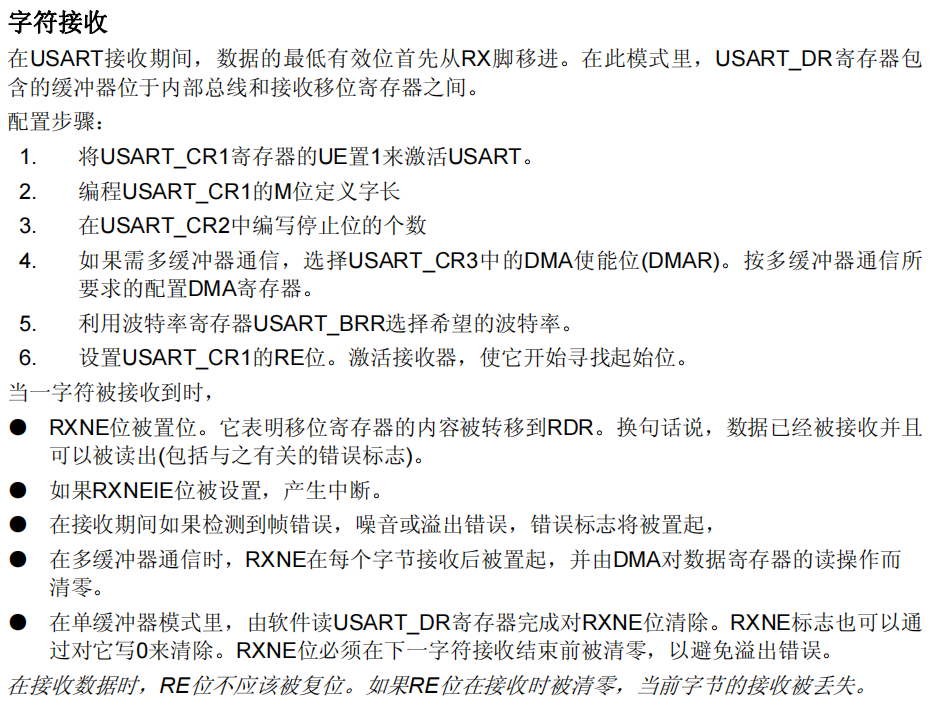 字符接收
在USART接收期间，数据的最低有效位首先从RX脚移进。在此模式里，USART_DR寄存器包
含的缓冲器位于内部总线和接收移位寄存器之间。
配置步骤：
1. 将USART_CR1寄存器的UE置1来激活USART。
2. 编程USART_CR1的M位定义字长
3. 在USART_CR2中编写停止位的个数
4. 如果需多缓冲器通信，选择USART_CR3中的DMA使能位(DMAR)。按多缓冲器通信所
要求的配置DMA寄存器。
5. 利用波特率寄存器USART_BRR选择希望的波特率。
6. 设置USART_CR1的RE位。激活接收器，使它开始寻找起始位。
当一字符被接收到时，
● RXNE位被置位。它表明移位寄存器的内容被转移到RDR。换句话说，数据已经被接收并且
可以被读出(包括与之有关的错误标志)。
● 如果RXNEIE位被设置，产生中断。
● 在接收期间如果检测到帧错误，噪音或溢出错误，错误标志将被置起，
● 在多缓冲器通信时，RXNE在每个字节接收后被置起，并由DMA对数据寄存器的读操作而
清零。
● 在单缓冲器模式里，由软件读USART_DR寄存器完成对RXNE位清除。RXNE标志也可以通
过对它写0来清除。RXNE位必须在下一字符接收结束前被清零，以避免溢出错误。
在接收数据时，RE位不应该被复位。如果RE位在接收时被清零，当前字节的接收被丢失。